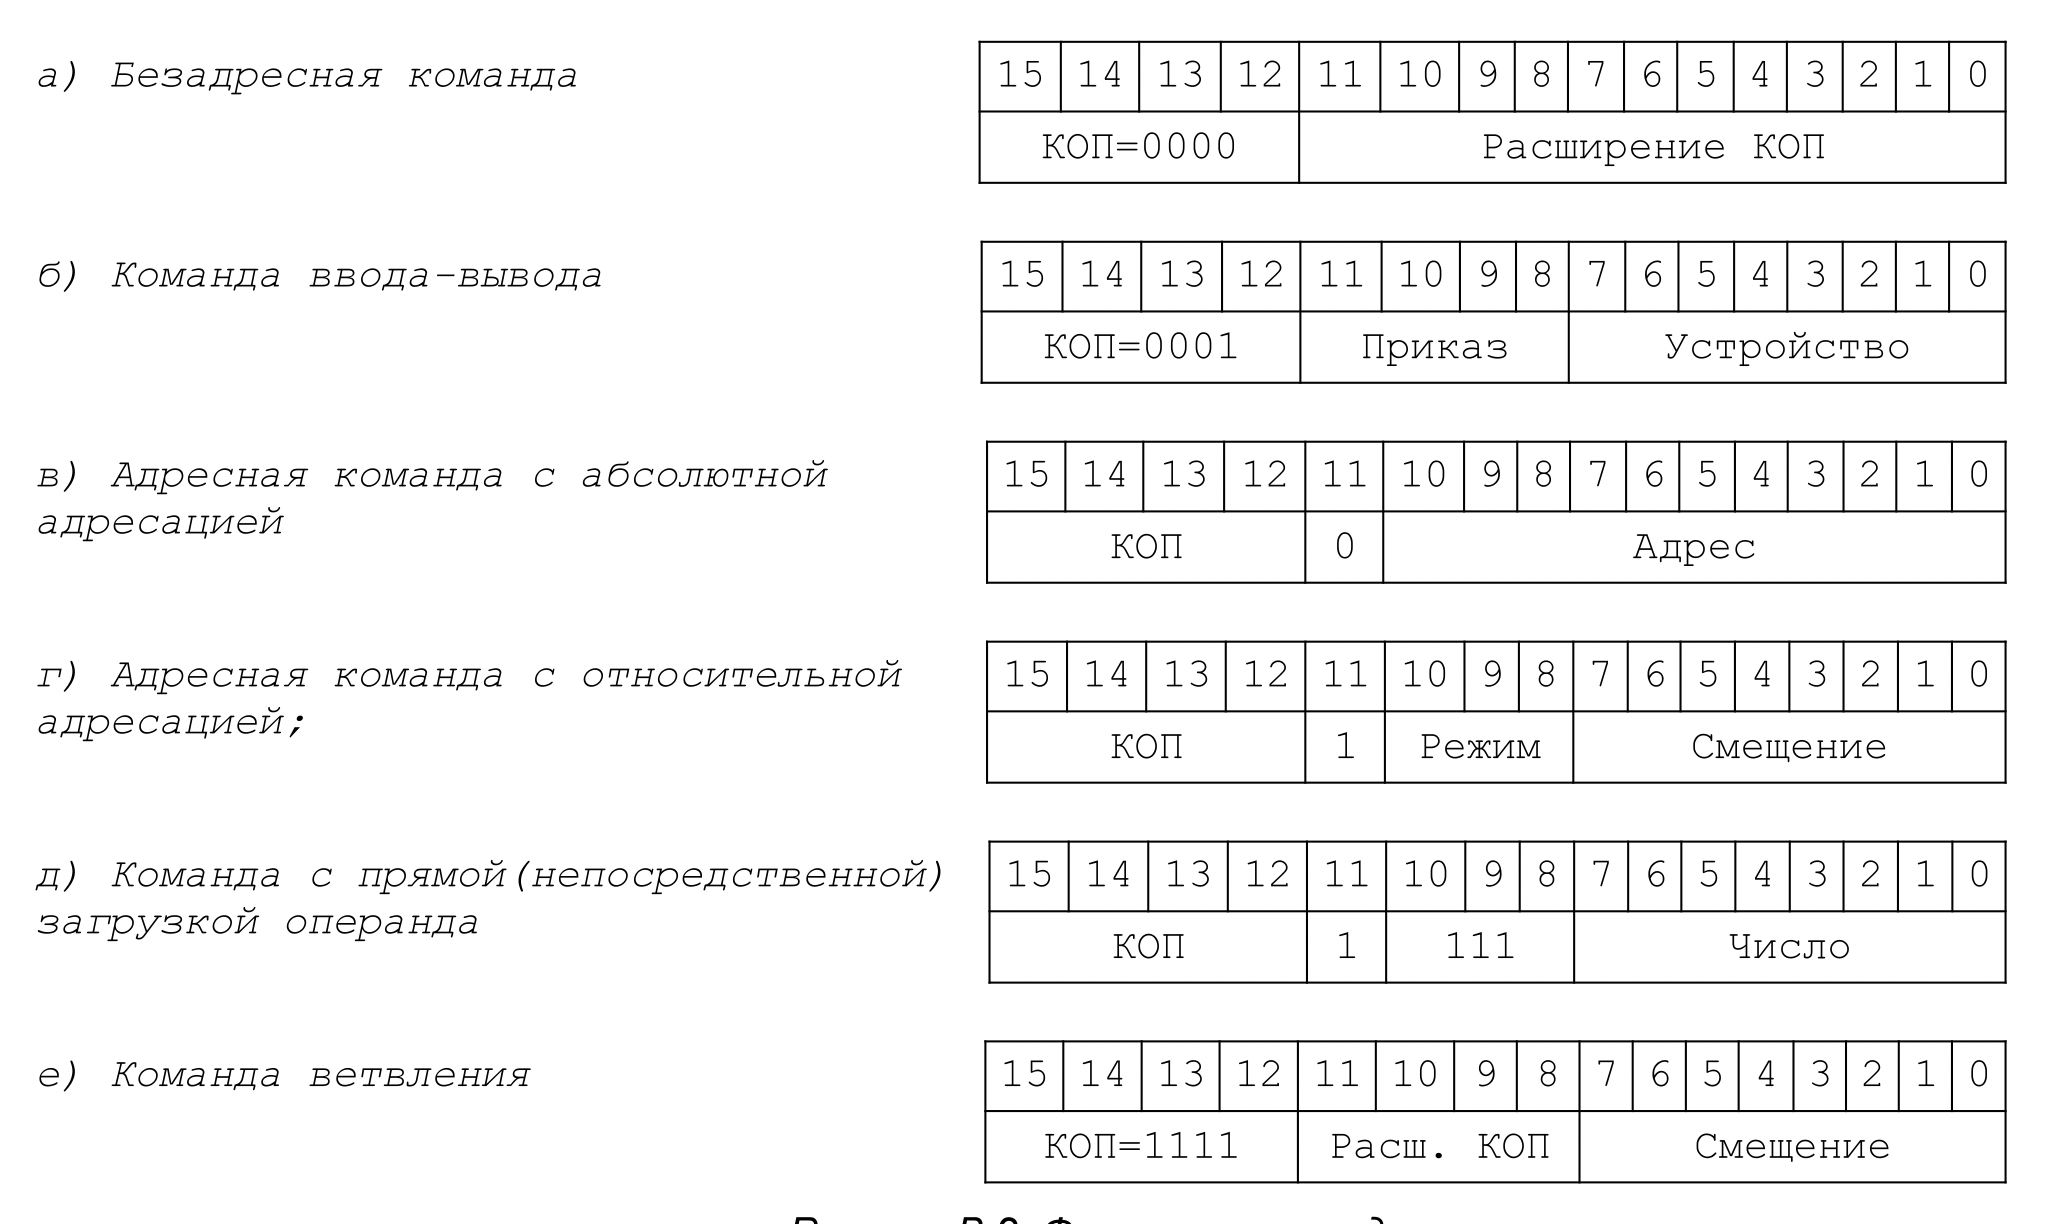 а) Безадресная команда
15 14 13 12 11 10 9 8 7 6 5 4 3 2 1 0
КОП=0000 Расширение КОП
б) Команда ввода-вывода
15 14 13 12 11 10 9 8 7 6 5 4 3 2 1 0
КОП=0001 Приказ Устройство
в) Адресная команда с абсолютной
адресацией
15 14 13 12 11 10 9 8 7 6 5 4 3 2 1 0
КОП 0 Адрес
г) Адресная команда с относительной
адресацией;
15 14 13 12 11 10 9 8 7 6 5 4 3 2 1 0
КОП 1 Режим Смещение
д) Команда с прямой(непосредственной)
загрузкой операнда
15 14 13 12 11 10 9 8 7 6 5 4 3 2 1 0
КОП 1 111 Число
е) Команда ветвления
15 14 13 12 11 10 9 8 7 6 5 4 3 2 1 0
КОП=1111 Расш. КОП Смещение